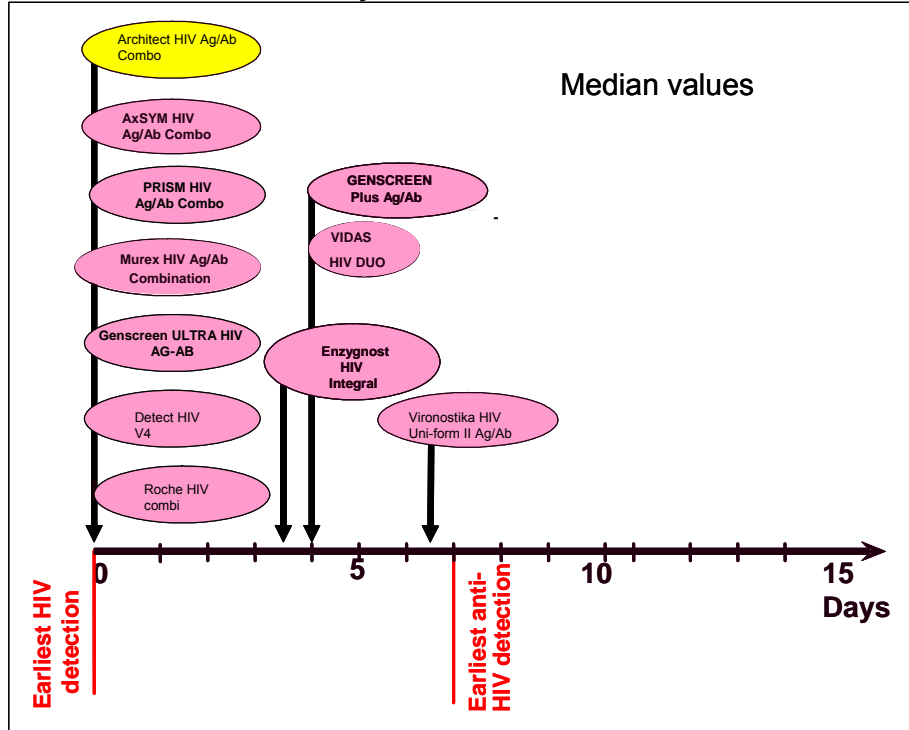 Architect HIV Ag/Ab
Combo
Median values
AxSYM HIV
Ag/Ab Combo
PRISM HIV
Ag/Ab Combo
GENSCREEN
Plus Ag/Ab
VIDAS
HIV DUO
Murex HIV Ag/Ab
Combination
Genscreen ULTRA HIV
AG-AB
Enzygnost
HIV
Integral
Detect HIV
V4
Vironostika HIV
Uni-form II Ag/Ab
Roche HIV
combi
0
5
10
15
Days
Earliest HIV
detection
Earliest anti-
HIV detection